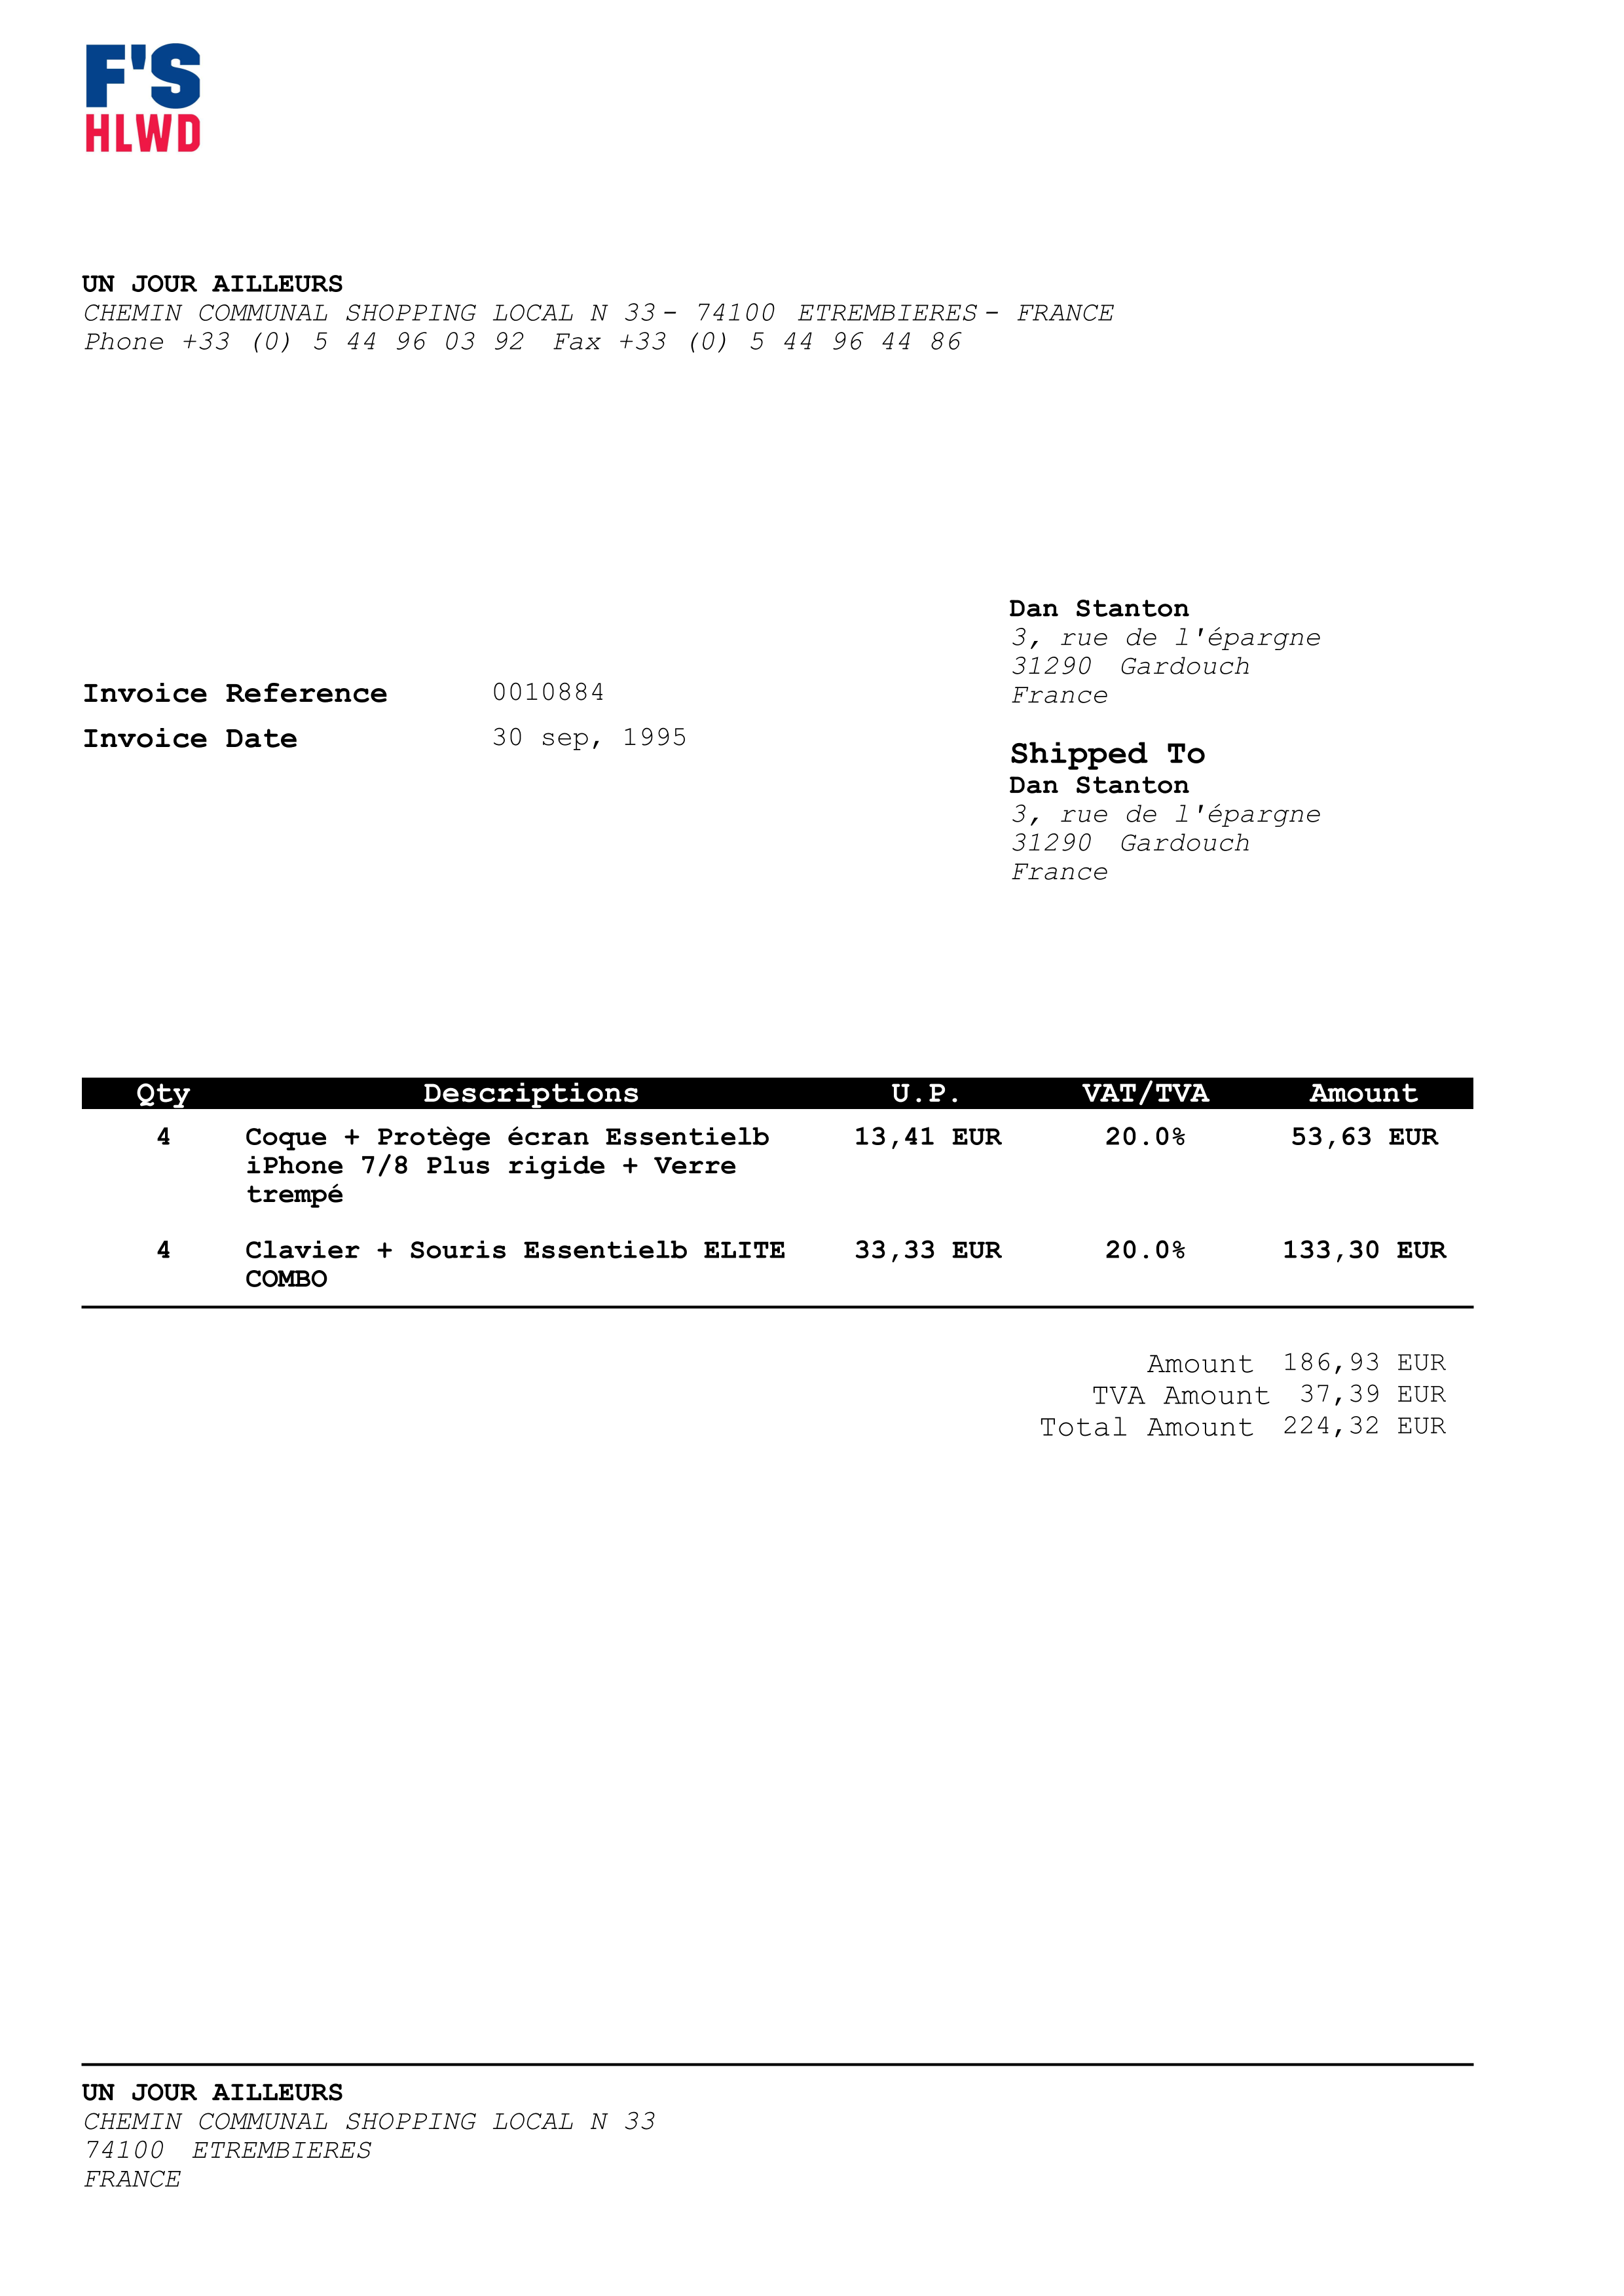 F'S
HLWD
UN JOUR AILLEURS
CHEMIN COMMUNAL SHOPPING LOCAL N 33 - 74100 ETREMBIERES - FRANCE
Phone +33 (0) 5 44 96 03 92 Fax +33 (0) 5 44 96 44 86
Dan Stanton
3, rue de l'épargne
31290 Gardouch
France
Invoice Reference 0010884
Invoice Date 30 sep, 1995
Shipped To
Dan Stanton
3, rue de l'épargne
31290 Gardouch
France
Qty Descriptions U.P. VAT/TVA Amount
4 Coque + Protège écran Essentielb 13,41 EUR 20.0% 53,63 EUR
iPhone 7/8 Plus rigide + Verre
trempé
4 Clavier + Souris Essentielb ELITE 33,33 EUR 20.0% 133,30 EUR
COMBO
Amount 186,93 EUR
TVA Amount 37,39 EUR
Total Amount 224,32 EUR
UN JOUR AILLEURS
CHEMIN COMMUNAL SHOPPING LOCAL N 33
74100 ETREMBIERES
FRANCE